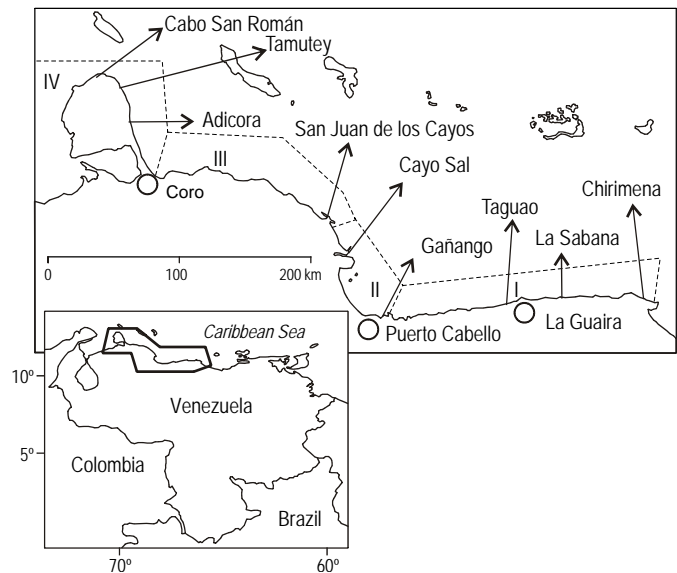 Cabo San Román
Tamutey
IV
Adicora
San Juan de los Cayos
III
Cayo Sal
Coro
Chirimena
Taguao
La Sabana
Gañango
0 100 200 km
II
I
La Guaira
Puerto Cabello
Caribbean Sea
10º
Venezuela
5º
Colombia
Brazil
70º 60º